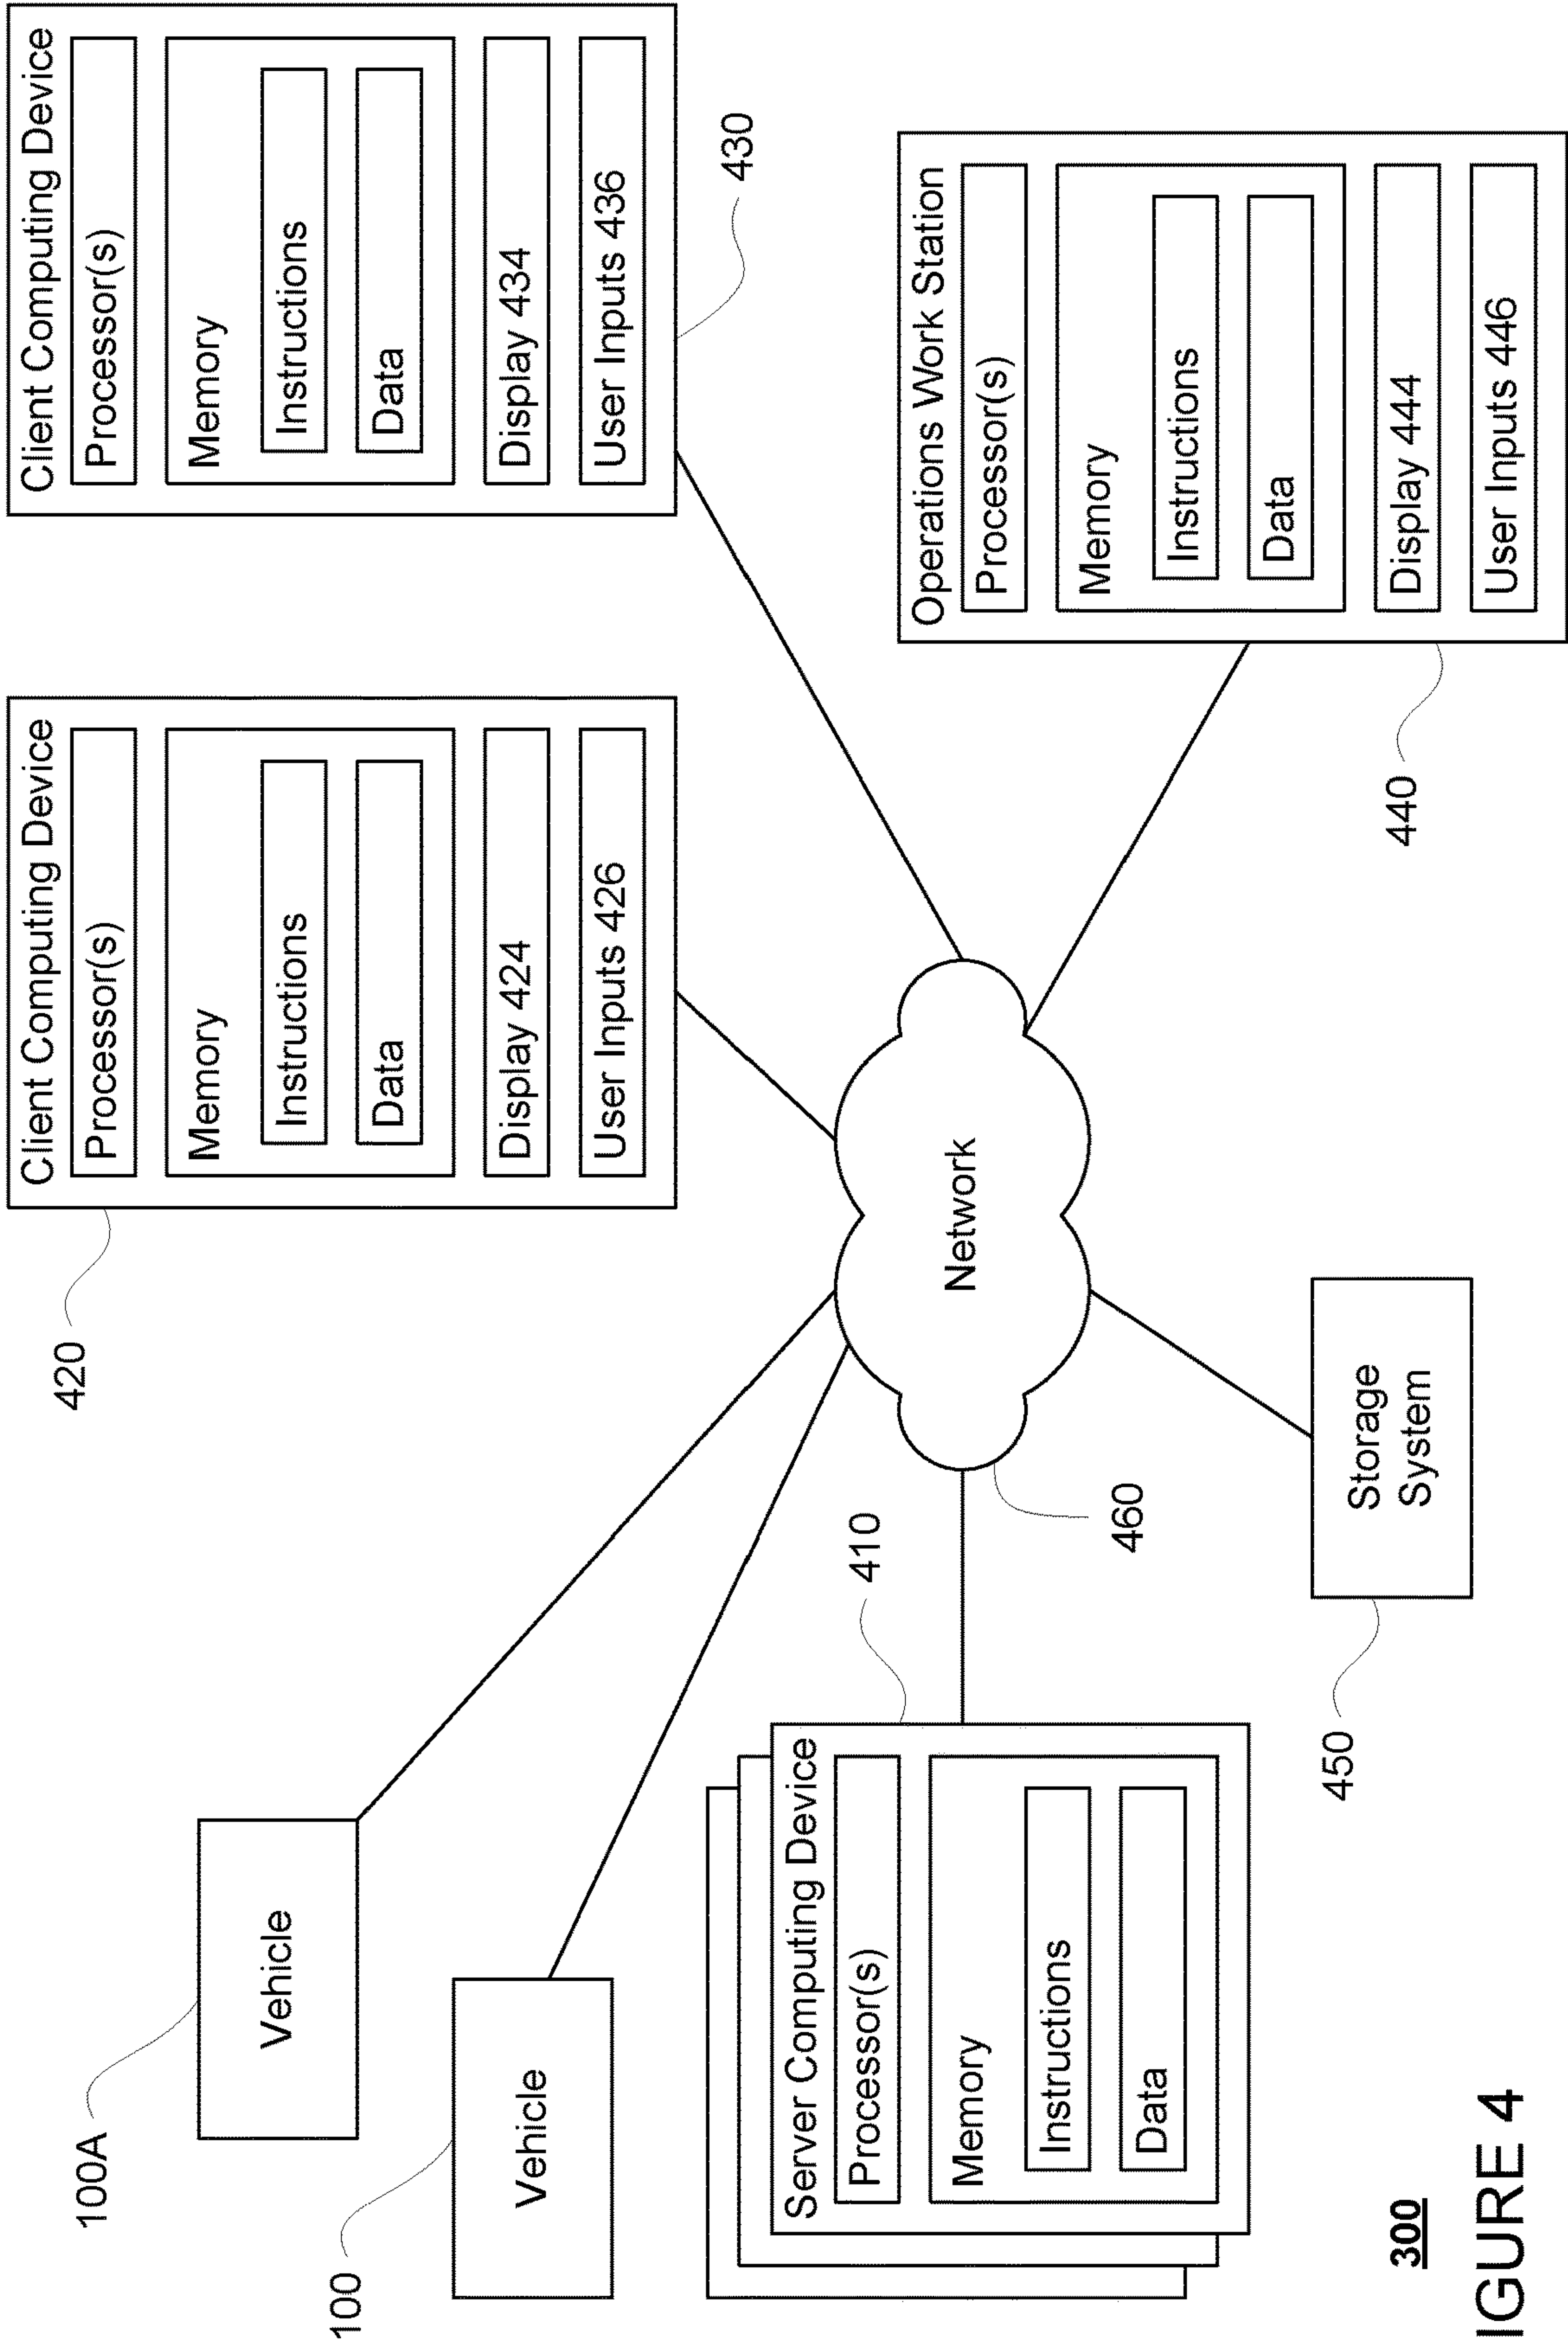 100A
Vehicle
100
Vehicle
420
Client Computing Device
Processor(s)
Memory
Instructions
Data
Display 424
User Inputs 426
Client Computing Device
Processor(s)
Memory
Instructions
Data
Display 434
User Inputs 436
430
Server Computing Device
Processor(s)
Memory
Instructions
Data
410
Network
460
Storage
System
450
Operations Work Station
Processor(s)
Memory
Instructions
Data
Display 444
User Inputs 446
440
300
IGURE 4